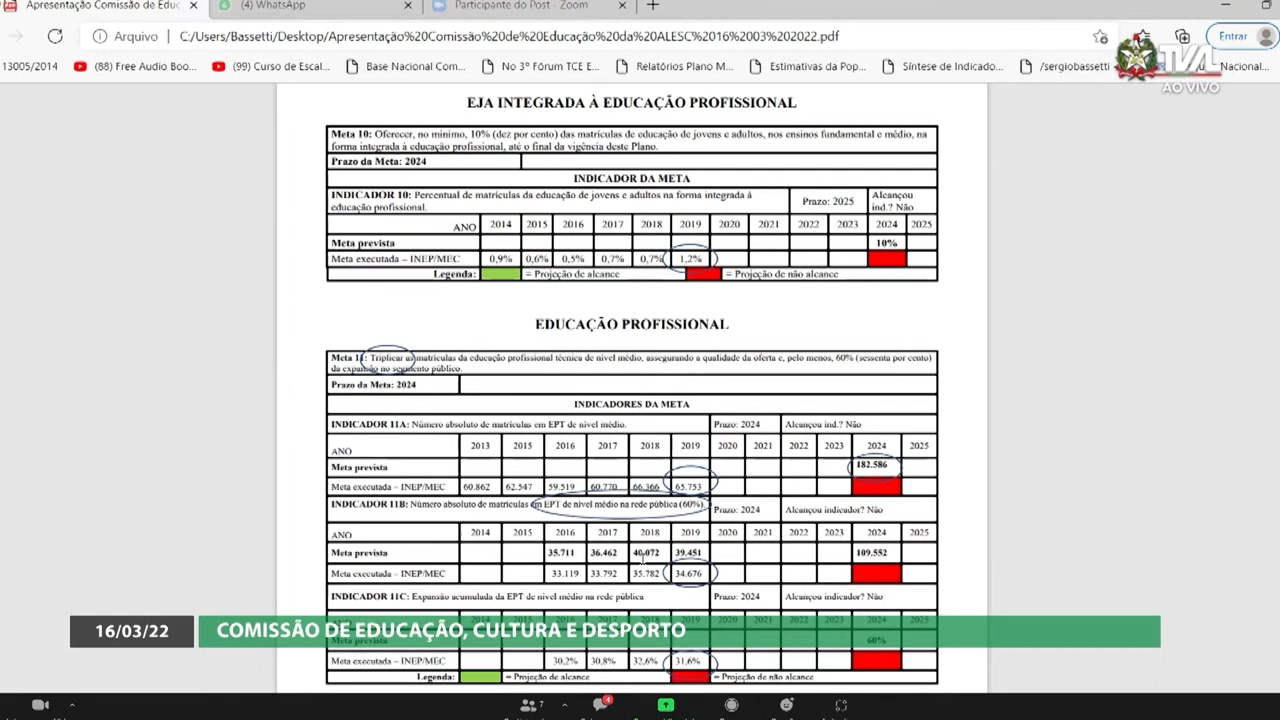 Apresentação Comissão de Educ
(4) WhatsApp
Participante do Post - Zoom
Arquivo
C:/Users/Bassetti/Desktop/Apresentação%20Comissão%20de%20Educação%20da%20ALESC%2016%2003%202022.pdf
Entrar
13005/2014
(88) Free Audio Boo...
(99) Curso de Escal...
Base Nacional Com...
No 3º Fórum TCE E...
Relatórios Plano M...
Estimativas da Pop...
Síntese de Indicado...
/sergiobassetti
Nacional...
TVAL
AO VIVO
EJA INTEGRADA À EDUCAÇÃO PROFISSIONAL
Meta 10: Oferecer, no mínimo, 10% (dez por cento) das matrículas de educação de jovens e adultos, nos ensinos fundamental e médio, na
forma integrada à educação profissional, até o final da vigência deste Plano.
Prazo da Meta: 2024
INDICADOR DA META
INDICADOR 10: Percentual de matrículas da educação de jovens e adultos na forma integrada à
educação profissional.
Prazo: 2025
Alcançou
ind.? Não
ANO 2014 2015 2016 2017 2018 2019 2020 2021 2022 2023 2024 2025
Meta prevista 10%
Meta executada – INEP/MEC 0,9% 0,6% 0,5% 0,7% 0,7% 1,2%
Legenda: = Projeção de alcance = Projeção de não alcance
EDUCAÇÃO PROFISSIONAL
Meta 11: Triplicar as matrículas da educação profissional técnica de nível médio, assegurando a qualidade da oferta e, pelo menos, 60% (sessenta por cento)
da expansão no segmento público.
Prazo da Meta: 2024
INDICADORES DA META
INDICADOR 11A: Número absoluto de matrículas em EPT de nível médio. Prazo: 2024 Alcançou ind.? Não
ANO 2013 2015 2016 2017 2018 2019 2020 2021 2022 2023 2024 2025
Meta prevista 182.586
Meta executada – INEP/MEC 60.862 62.547 59.519 60.770 66.366 65.753
INDICADOR 11B: Número absoluto de matrículas em EPT de nível médio na rede pública (60%). Prazo: 2024 Alcançou indicador? Não
ANO 2014 2015 2016 2017 2018 2019 2020 2021 2022 2023 2024 2025
Meta prevista 35.711 36.462 40.072 39.451 109.552
Meta executada – INEP/MEC 33.119 33.792 35.782 34.676
INDICADOR 11C: Expansão acumulada da EPT de nível médio na rede pública Prazo: 2024 Alcançou indicador? Não
ANO 2014 2015 2016 2017 2018 2019 2020 2021 2022 2023 2024 2025
Meta prevista 60%
16/03/22
COMISSÃO DE EDUCAÇÃO, CULTURA E DESPORTO
Meta executada – INEP/MEC 30,2% 30,8% 32,6% 31,6%
Legenda: = Projeção de alcance = Projeção de não alcance
7
4